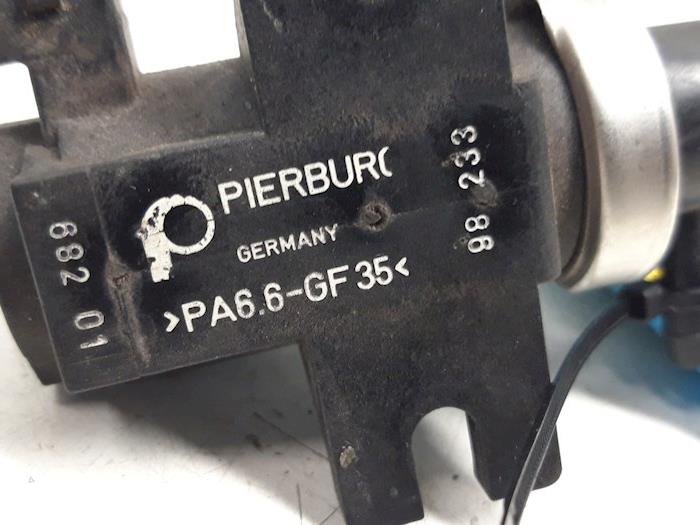 PIERBURG
GERMANY
>PA6.6-GF35<
682 01
98 233